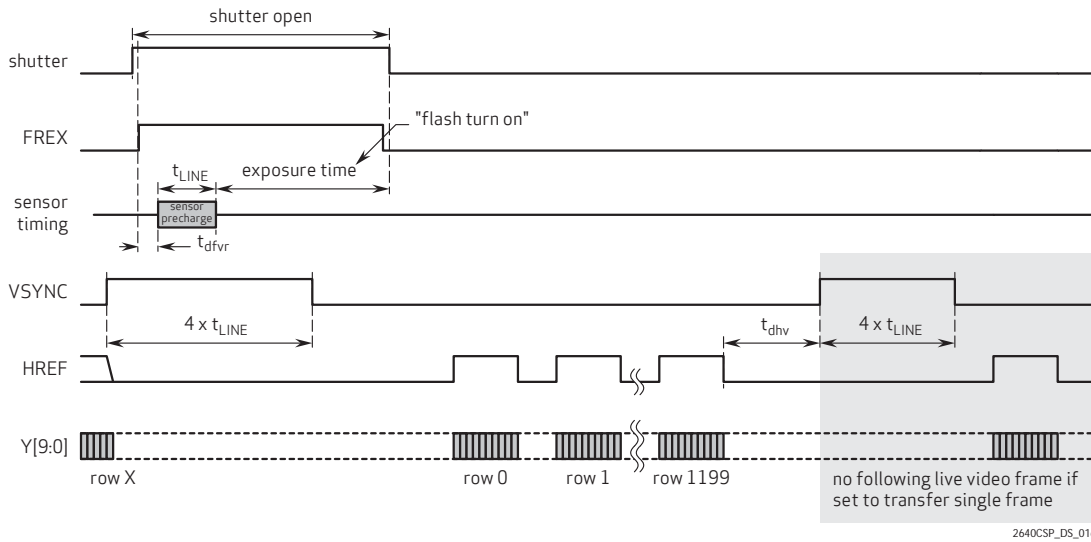 shutter open
shutter
"flash turn on"
FREX
tLINE
exposure time
sensor
timing
sensor
precharge
tdfvr
VSYNC
4 x tLINE
tdhv
4 x tLINE
HREF
Y[9:0]
row X
row 0
row 1
row 1199
no following live video frame if
set to transfer single frame
2640CSP_DS_01